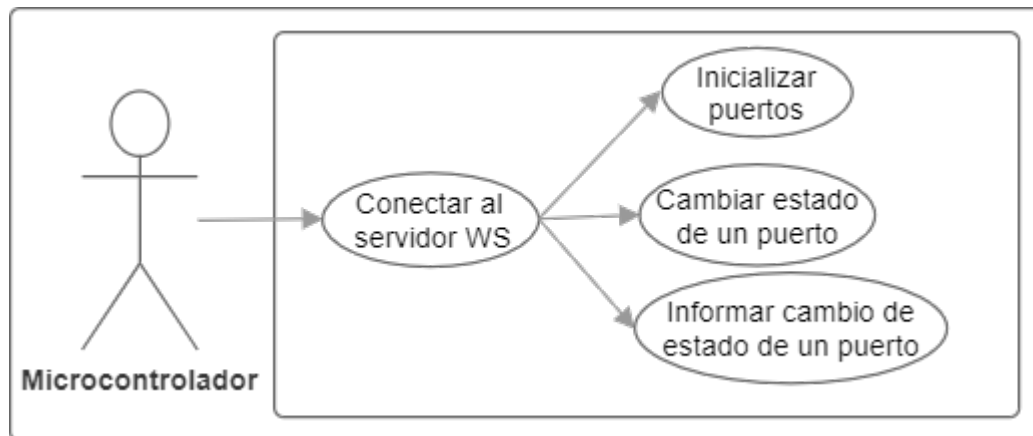 Inicializar
puertos
Conectar al
servidor WS
Cambiar estado
de un puerto
Informar cambio de
estado de un puerto
Microcontrolador